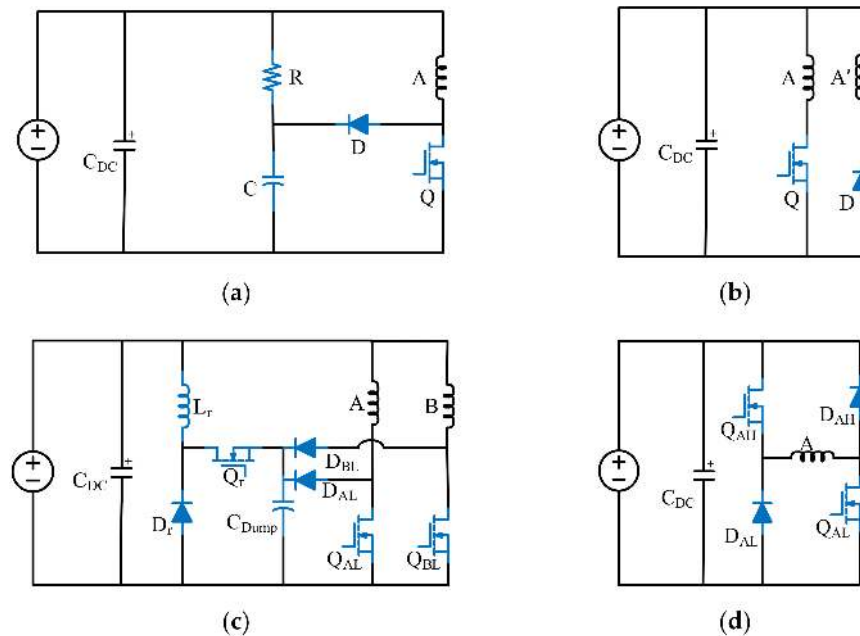 R
A
D
C_DC
C
Q
(a)
A
A′
C_DC
Q
D
(b)
L_r
A
B
D_BL
C_DC
Q_r
D_AL
D_r
C_Dump
Q_AL
Q_BL
(c)
Q_AH
D_AH
A
C_DC
D_AL
Q_AL
(d)